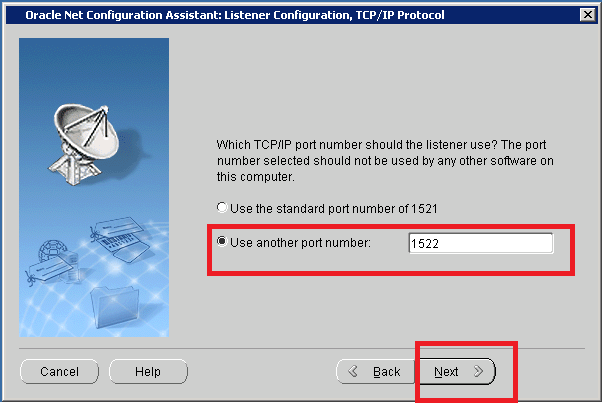 Oracle Net Configuration Assistant: Listener Configuration, TCP/IP Protocol
Which TCP/IP port number should the listener use? The port
number selected should not be used by any other software on
this computer.
Use the standard port number of 1521
Use another port number:
1522
Cancel
Help
Back
Next